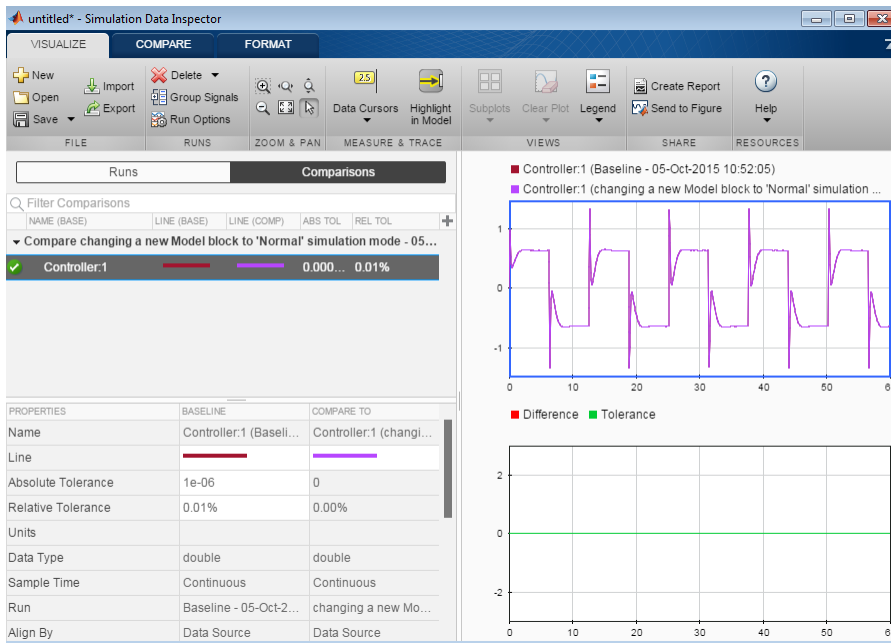 untitled* - Simulation Data Inspector
VISUALIZE COMPARE FORMAT
New
Open
Save
Import
Export
FILE
Delete
Group Signals
Run Options
RUNS
ZOOM & PAN
2.5
Data Cursors
Highlight
in Model
MEASURE & TRACE
Subplots
Clear Plot
Legend
VIEWS
Create Report
Send to Figure
SHARE
?
Help
RESOURCES
Runs Comparisons
Filter Comparisons
NAME (BASE) LINE (BASE) LINE (COMP) ABS TOL REL TOL
Compare changing a new Model block to 'Normal' simulation mode - 05...
Controller:1 0.000... 0.01%
PROPERTIES BASELINE COMPARE TO
Name Controller:1 (Baseli... Controller:1 (changi...
Line
Absolute Tolerance 1e-06 0
Relative Tolerance 0.01% 0.00%
Units
Data Type double double
Sample Time Continuous Continuous
Run Baseline - 05-Oct-2... changing a new Mo...
Align By Data Source Data Source
Controller:1 (Baseline - 05-Oct-2015 10:52:05)
Controller:1 (changing a new Model block to 'Normal' simulation ...
1
0
-1
0 10 20 30 40 50 6
Difference Tolerance
2
0
-2
0 10 20 30 40 50 6